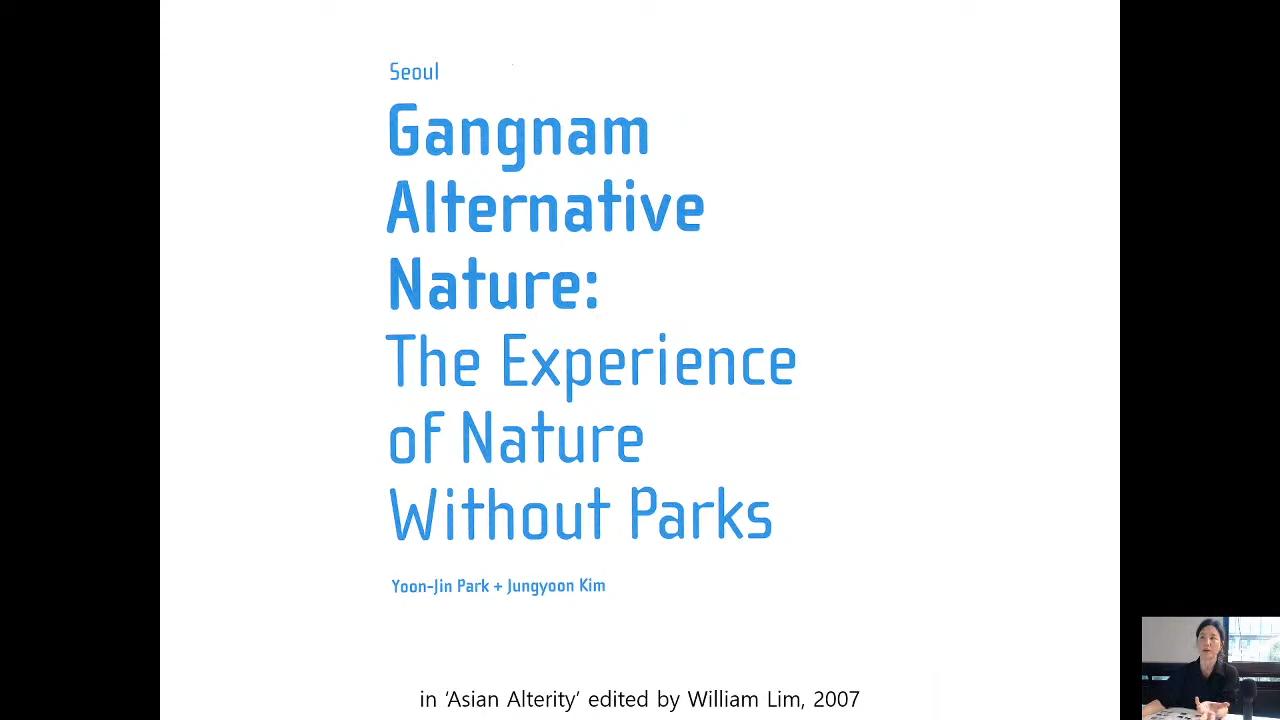 Seoul
Gangnam
Alternative
Nature:
The Experience
of Nature
Without Parks
Yoon-Jin Park + Jungyoon Kim
in ‘Asian Alterity’ edited by William Lim, 2007